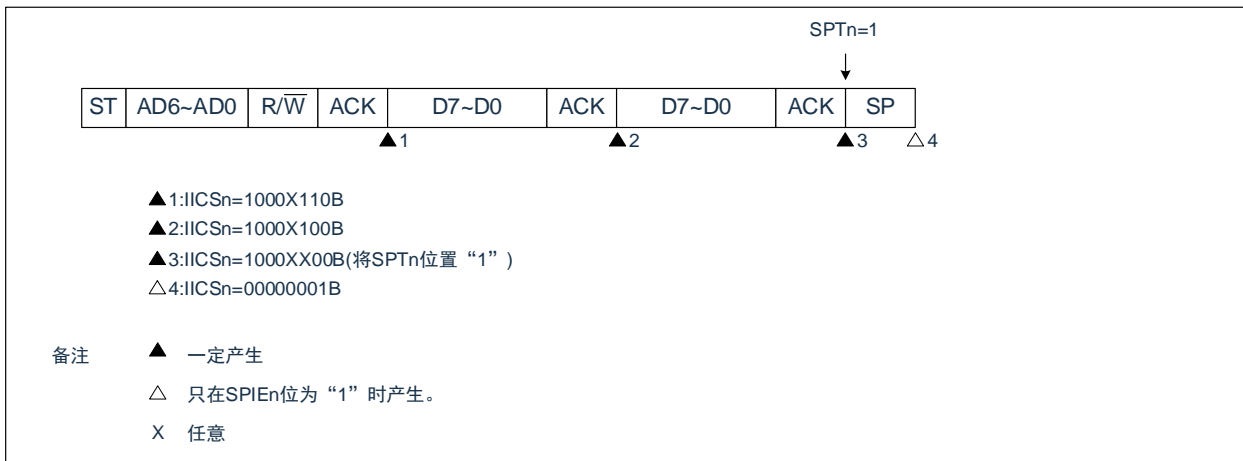 SPTn=1
ST AD6~AD0 R/W̅ ACK D7~D0 ACK D7~D0 ACK SP
▲1 ▲2 ▲3 △4
▲1:IICSn=1000X110B
▲2:IICSn=1000X100B
▲3:IICSn=1000XX00B(将SPTn位置“1”)
△4:IICSn=00000001B
备注 ▲ 一定产生
△ 只在SPIEn位为“1”时产生。
X 任意